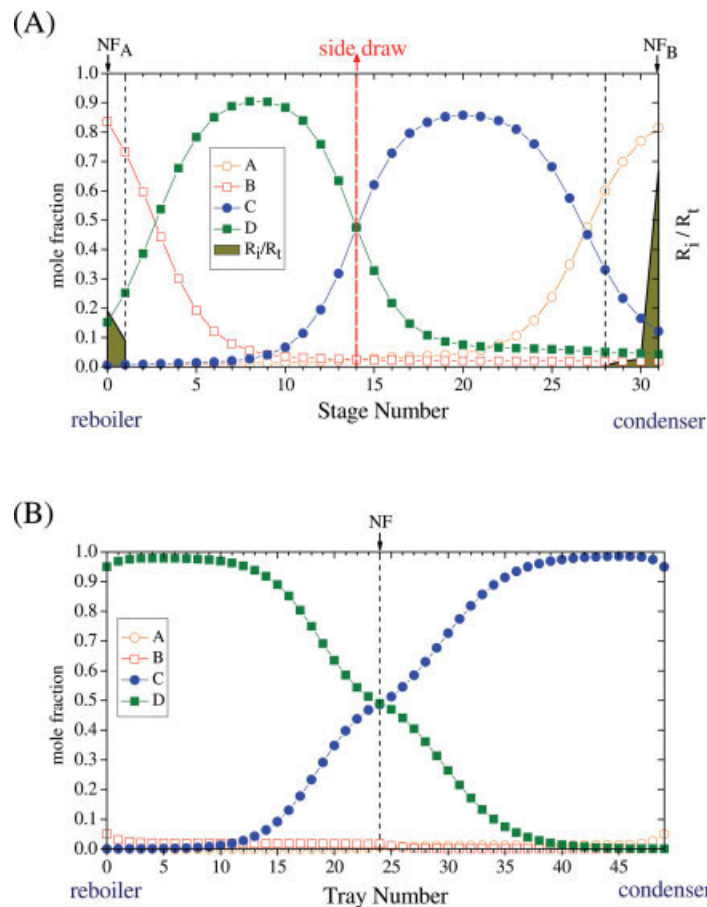 (A)
NF_A
side draw
NF_B
1.0
0.9
0.8
0.7
0.6
0.5
0.4
0.3
0.2
0.1
0.0
mole fraction
A
B
C
D
R_i/R_t
R_i / R_t
0 5 10 15 20 25 30
reboiler
Stage Number
condenser
(B)
NF
1.0
0.9
0.8
0.7
0.6
0.5
0.4
0.3
0.2
0.1
0.0
mole fraction
A
B
C
D
0 5 10 15 20 25 30 35 40 45
reboiler
Tray Number
condenser